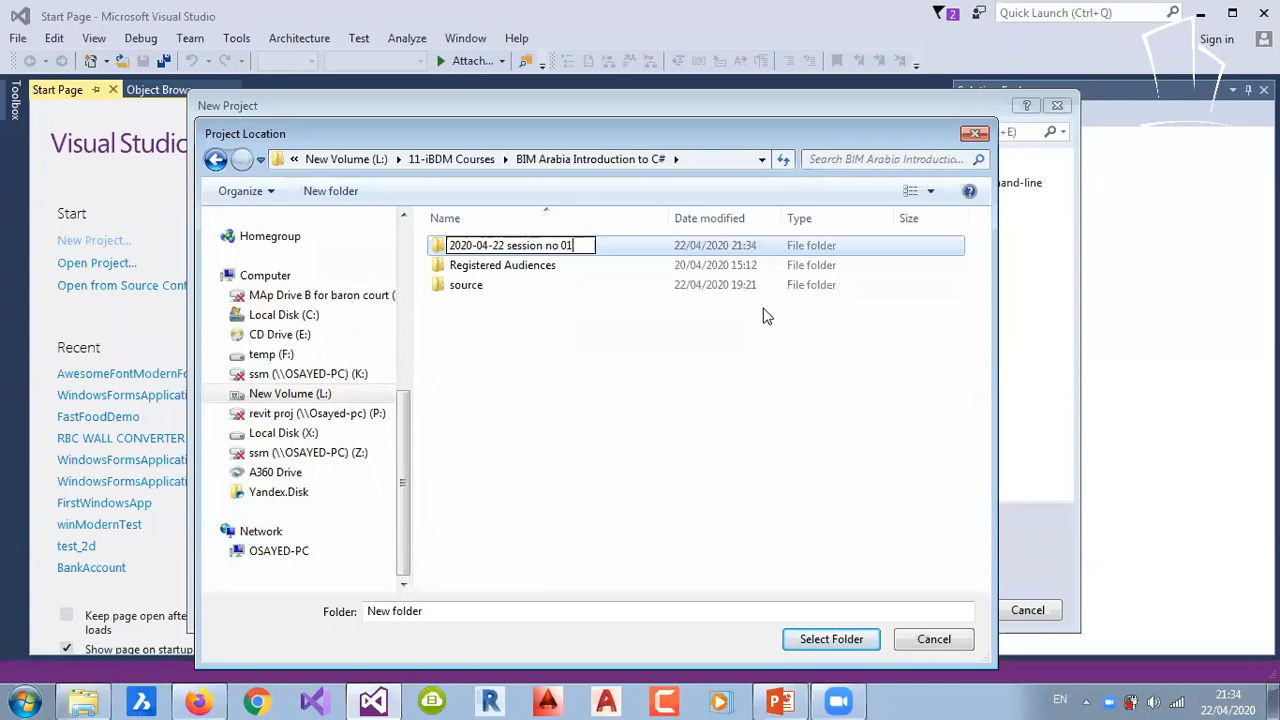 Start Page - Microsoft Visual Studio
2
Quick Launch (Ctrl+Q)
File Edit View Debug Team Tools Architecture Test Analyze Window Help
Sign in
Attach...
Toolbox
Start Page
Object Brow
New Project
Project Location
New Volume (L:) 11-iBDM Courses BIM Arabia Introduction to C#
Search BIM Arabia Introductio...
Organize
New folder
Visual Studio
Start
New Project...
Open Project...
Open from Source Cont
Recent
AwesomeFontModernFo
WindowsFormsApplicati
FastFoodDemo
RBC WALL CONVERTER
WindowsFormsApplicati
WindowsFormsApplicati
FirstWindowsApp
winModernTest
test_2d
BankAccount
Keep page open after
loads
Show page on startup
Homegroup
Computer
MAp Drive B for baron court (
Local Disk (C:)
CD Drive (E:)
temp (F:)
ssm (\\OSAYED-PC) (K:)
New Volume (L:)
revit proj (\\Osayed-pc) (P:)
Local Disk (X:)
ssm (\\OSAYED-PC) (Z:)
A360 Drive
Yandex.Disk
Network
OSAYED-PC
Name Date modified Type Size
2020-04-22 session no 01 22/04/2020 21:34 File folder
Registered Audiences 20/04/2020 15:12 File folder
source 22/04/2020 19:21 File folder
Folder: New folder
Select Folder
Cancel
+E)
and-line
Cancel
EN
21:34
22/04/2020